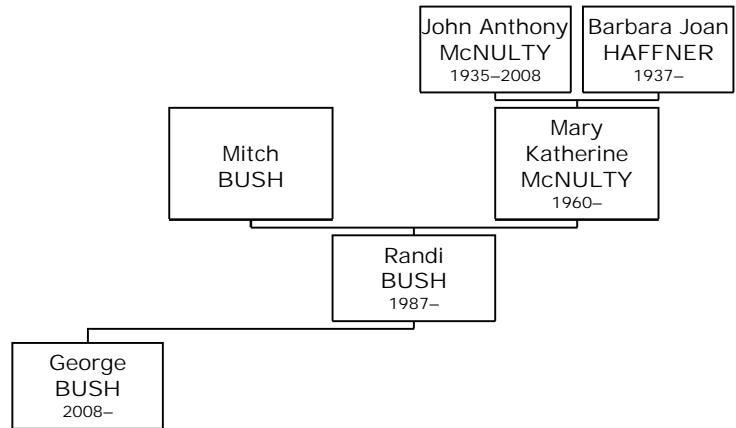 John Anthony
McNULTY
1935–2008
Barbara Joan
HAFFNER
1937–
Mitch
BUSH
Mary
Katherine
McNULTY
1960–
Randi
BUSH
1987–
George
BUSH
2008–